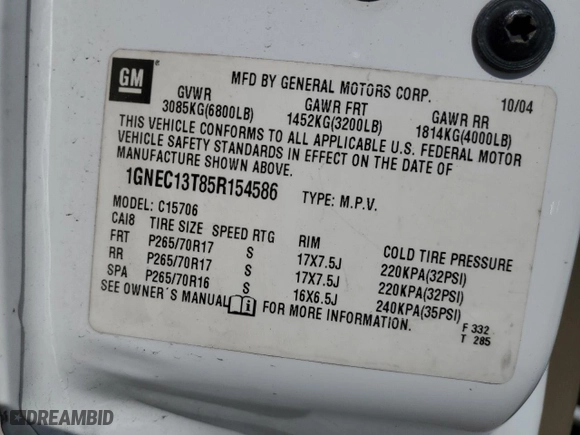 GM ®
MFD BY GENERAL MOTORS CORP. 10/04
GVWR GAWR FRT GAWR RR
3085KG(6800LB) 1452KG(3200LB) 1814KG(4000LB)
THIS VEHICLE CONFORMS TO ALL APPLICABLE U.S. FEDERAL MOTOR
VEHICLE SAFETY STANDARDS IN EFFECT ON THE DATE OF
MANUFACTURE SHOWN ABOVE.
1GNEC13T85R154586 TYPE: M.P.V.
MODEL: C15706
CAI8 TIRE SIZE SPEED RTG RIM COLD TIRE PRESSURE
FRT P265/70R17 S 17X7.5J 220KPA(32PSI)
RR P265/70R17 S 17X7.5J 220KPA(32PSI)
SPA P265/70R16 S 16X6.5J 240KPA(35PSI)
SEE OWNER'S MANUAL FOR MORE INFORMATION.
F 332
T 285
DREAMBID